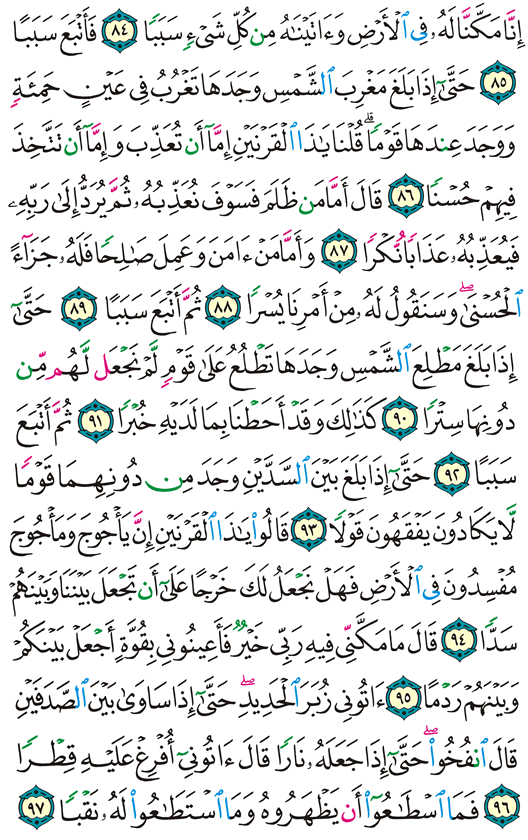 إِنَّا مَكَّنَّا لَهُۥ فِي ٱلۡأَرۡضِ وَءَاتَيۡنَٰهُ مِن كُلِّ شَيۡءٖ سَبَبٗا ٨٤ فَأَتۡبَعَ سَبَبًا
٨٥ حَتَّىٰٓ إِذَا بَلَغَ مَغۡرِبَ ٱلشَّمۡسِ وَجَدَهَا تَغۡرُبُ فِي عَيۡنٍ حَمِئَةٖ
وَوَجَدَ عِندَهَا قَوۡمٗاۖ قُلۡنَا يَٰذَا ٱلۡقَرۡنَيۡنِ إِمَّآ أَن تُعَذِّبَ وَإِمَّآ أَن تَتَّخِذَ
فِيهِمۡ حُسۡنٗا ٨٦ قَالَ أَمَّا مَن ظَلَمَ فَسَوۡفَ نُعَذِّبُهُۥ ثُمَّ يُرَدُّ إِلَىٰ رَبِّهِۦ
فَيُعَذِّبُهُۥ عَذَابٗا نُّكۡرٗا ٨٧ وَأَمَّا مَنۡ ءَامَنَ وَعَمِلَ صَٰلِحٗا فَلَهُۥ جَزَآءً
ٱلۡحُسۡنَىٰۖ وَسَنَقُولُ لَهُۥ مِنۡ أَمۡرِنَا يُسۡرٗا ٨٨ ثُمَّ أَتۡبَعَ سَبَبًا ٨٩ حَتَّىٰٓ
إِذَا بَلَغَ مَطۡلِعَ ٱلشَّمۡسِ وَجَدَهَا تَطۡلُعُ عَلَىٰ قَوۡمٖ لَّمۡ نَجۡعَل لَّهُم مِّن
دُونِهَا سِتۡرٗا ٩٠ كَذَٰلِكَۖ وَقَدۡ أَحَطۡنَا بِمَا لَدَيۡهِ خُبۡرٗا ٩١ ثُمَّ أَتۡبَعَ
سَبَبًا ٩٢ حَتَّىٰٓ إِذَا بَلَغَ بَيۡنَ ٱلسَّدَّيۡنِ وَجَدَ مِن دُونِهِمَا قَوۡمٗا
لَّا يَكَادُونَ يَفۡقَهُونَ قَوۡلٗا ٩٣ قَالُواْ يَٰذَا ٱلۡقَرۡنَيۡنِ إِنَّ يَأۡجُوجَ وَمَأۡجُوجَ
مُفۡسِدُونَ فِي ٱلۡأَرۡضِ فَهَلۡ نَجۡعَلُ لَكَ خَرۡجًا عَلَىٰٓ أَن تَجۡعَلَ بَيۡنَنَا وَبَيۡنَهُمۡ
سَدّٗا ٩٤ قَالَ مَا مَكَّنِّي فِيهِ رَبِّي خَيۡرٞ فَأَعِينُونِي بِقُوَّةٍ أَجۡعَلۡ بَيۡنَكُمۡ
وَبَيۡنَهُمۡ رَدۡمًا ٩٥ ءَاتُونِي زُبَرَ ٱلۡحَدِيدِۖ حَتَّىٰٓ إِذَا سَاوَىٰ بَيۡنَ ٱلصَّدَفَيۡنِ
قَالَ ٱنفُخُواْۖ حَتَّىٰٓ إِذَا جَعَلَهُۥ نَارٗا قَالَ ءَاتُونِيٓ أُفۡرِغۡ عَلَيۡهِ قِطۡرٗا
٩٦ فَمَا ٱسۡطَٰعُوٓاْ أَن يَظۡهَرُوهُ وَمَا ٱسۡتَطَٰعُواْ لَهُۥ نَقۡبٗا ٩٧